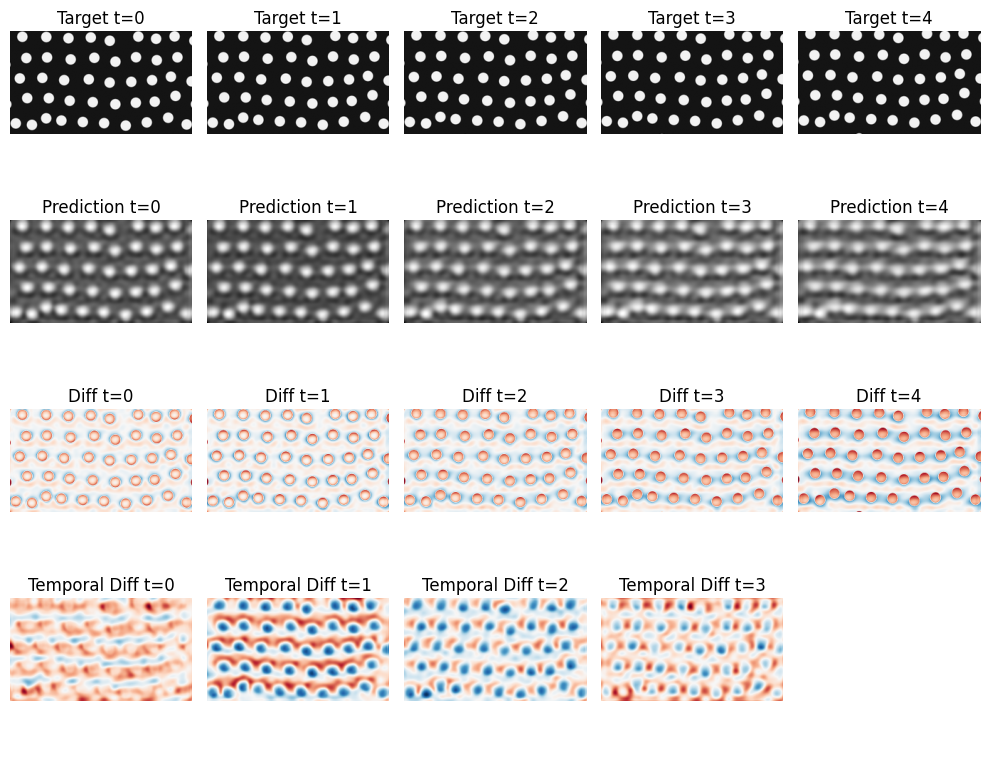 Target t=0 Target t=1 Target t=2 Target t=3 Target t=4
Prediction t=0 Prediction t=1 Prediction t=2 Prediction t=3 Prediction t=4
Diff t=0 Diff t=1 Diff t=2 Diff t=3 Diff t=4
Temporal Diff t=0 Temporal Diff t=1 Temporal Diff t=2 Temporal Diff t=3